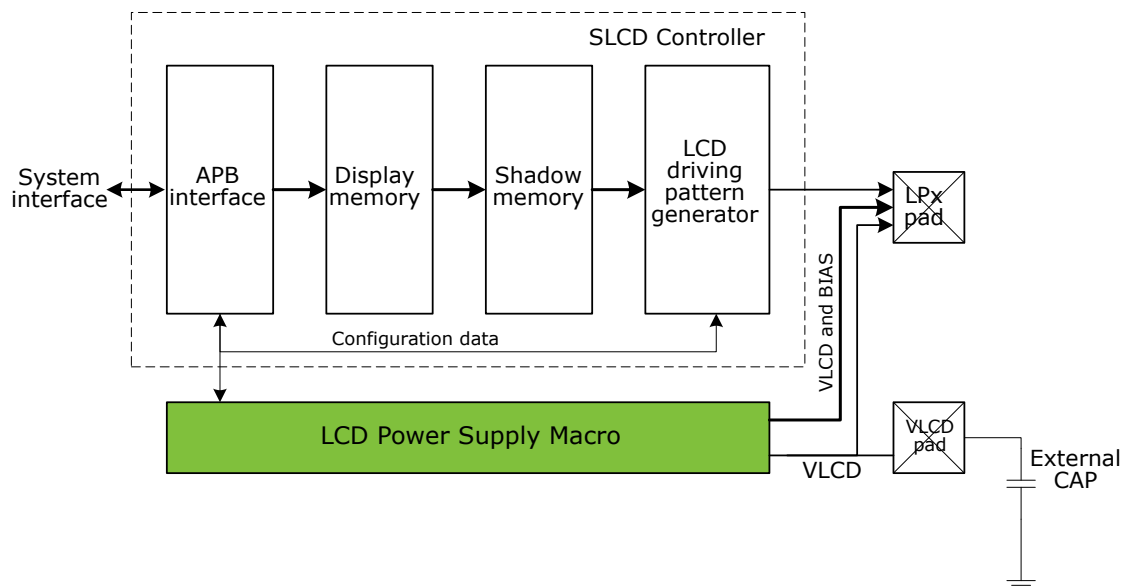 SLCD Controller
System
interface
APB
interface
Display
memory
Shadow
memory
LCD
driving
pattern
generator
LPx
pad
Configuration data
VLCD and BIAS
LCD Power Supply Macro
VLCD
VLCD
pad
External
CAP